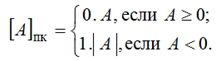 [A]пк = { 0. A, если A ≥ 0;
1.|A|, если A < 0.